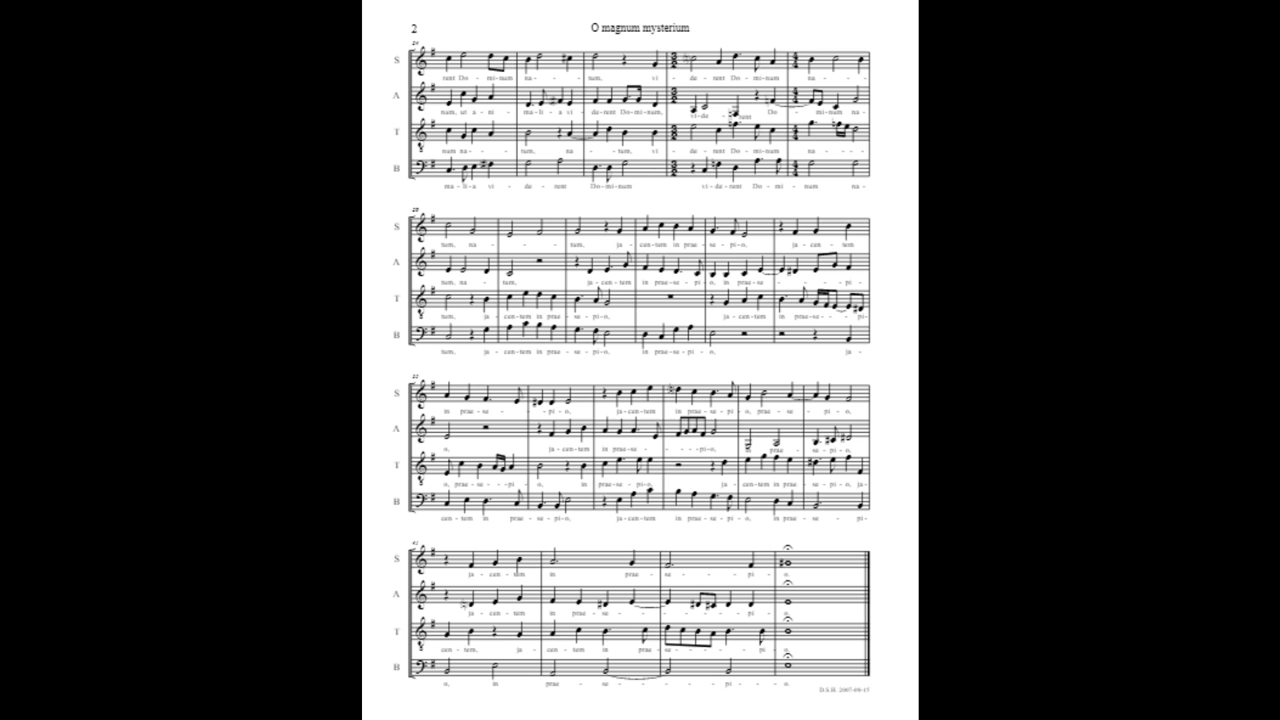 2 O magnum mysterium
S rent Do - mi-num na - - tum, vi - de - rent Do - mi-num na - - -
A num, ut a - ni - ma-li - a vi - de-rent Do-mi-num, vi-de - rent Do - mi-num na -
T num na - - tum, na - - tum, vi - de - rent Do - mi-num na - -
B ma - li-a vi - de - rent Do - mi-num vi - de - rent Do - mi - num na -
S tum, na - - - tum, ja - cen-tem in prae - se - pi-o, ja - cen - tem
A tum, na - tum, ja-cen-tem in prae - se - pi - o, in prae-se - - - pi -
T tum, ja - cen-tem in prae - se-pi-o, ja-cen-tem in prae-se- - pi-
B tum, ja - cen-tem in prae - se - pi-o, in prae-se - pi - o, ja -
S in prae-se - - pi - o, ja-cen-tem in prae-se-pi - o, prae - se - - pi - o,
A o, ja-cen-tem in prae-se - - - pi-o, in prae - se - pi - o,
T o, prae-se - pi - o, in prae-se-pi - o, ja - cen-tem in prae - se-pi-o, ja -
B cen-tem in prae - se-pi-o, ja-cen-tem in prae - se - pi - o, in prae - se - pi-
S ja - cen - tem in prae - se - - pi - o.
A ja - cen - tem in prae - se - - - - pi - o.
T cen - tem, ja - cen - tem in prae - se - - - pi - o.
B o, in prae - se - - pi - o.